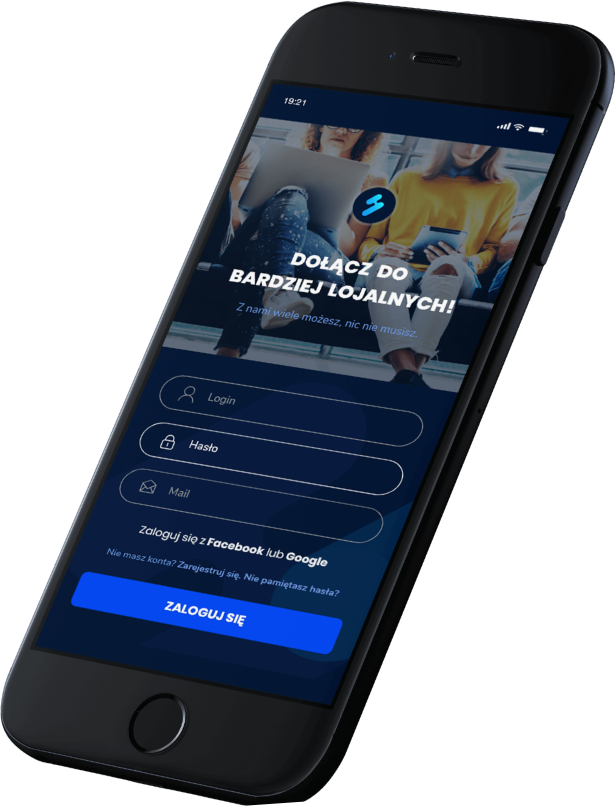 19:21
DOŁĄCZ DO
BARDZIEJ LOJALNYCH!
Z nami wiele możesz, nic nie musisz.
Login
Hasło
Mail
Zaloguj się z Facebook lub Google
Nie masz konta? Zarejestruj się. Nie pamiętasz hasła?
ZALOGUJ SIĘ